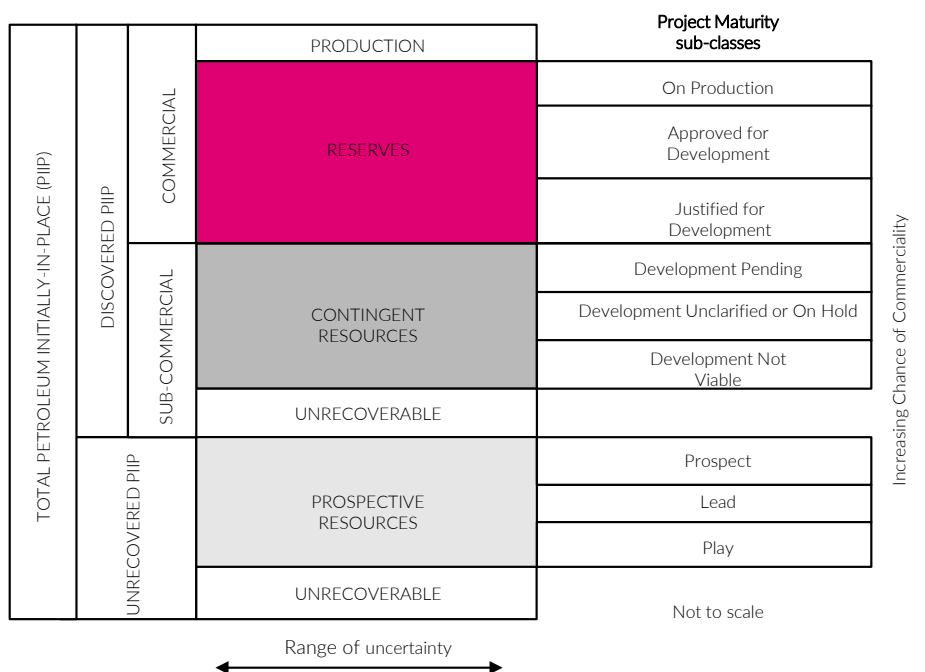 Project Maturity
sub-classes
TOTAL PETROLEUM INITIALLY-IN-PLACE (PIIP)
DISCOVERED PIIP
COMMERCIAL
PRODUCTION
RESERVES
On Production
Approved for
Development
Justified for
Development
SUB-COMMERCIAL
CONTINGENT
RESOURCES
Development Pending
Development Unclarified or On Hold
Development Not
Viable
UNRECOVERABLE
UNRECOVERED PIIP
PROSPECTIVE
RESOURCES
Prospect
Lead
Play
UNRECOVERABLE
Increasing Chance of Commerciality
Not to scale
Range of uncertainty